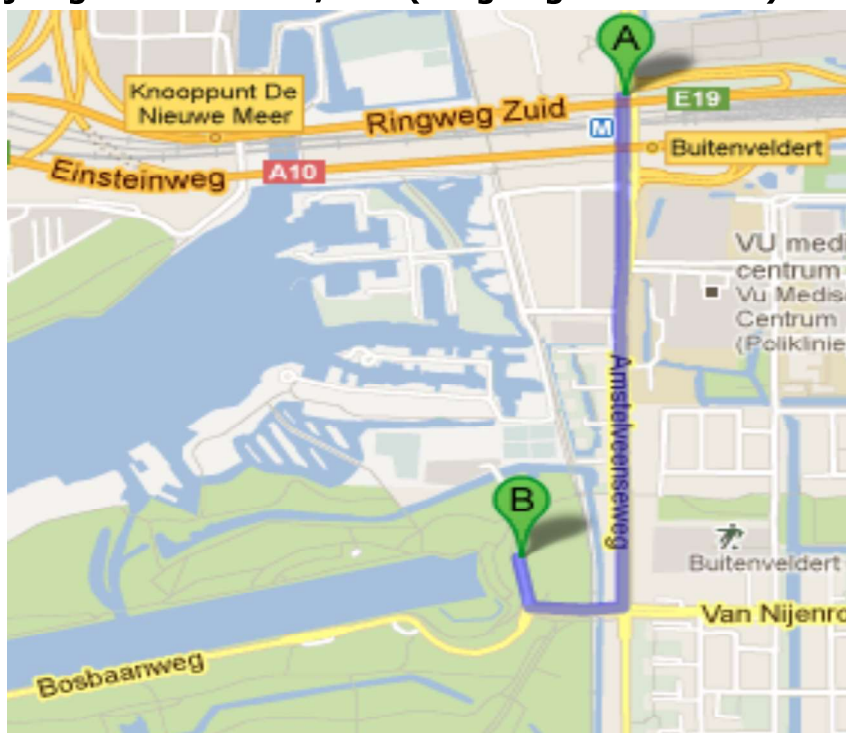 A
Knooppunt De
Nieuwe Meer
Ringweg Zuid
E19
M
Buitenveldert
Einsteinweg
A10
VU medi
centrum
Vu Medis
Centrum
(Poliklinie
Amstelveenseweg
B
Buitenveldert
Van Nijenro
Bosbaanweg